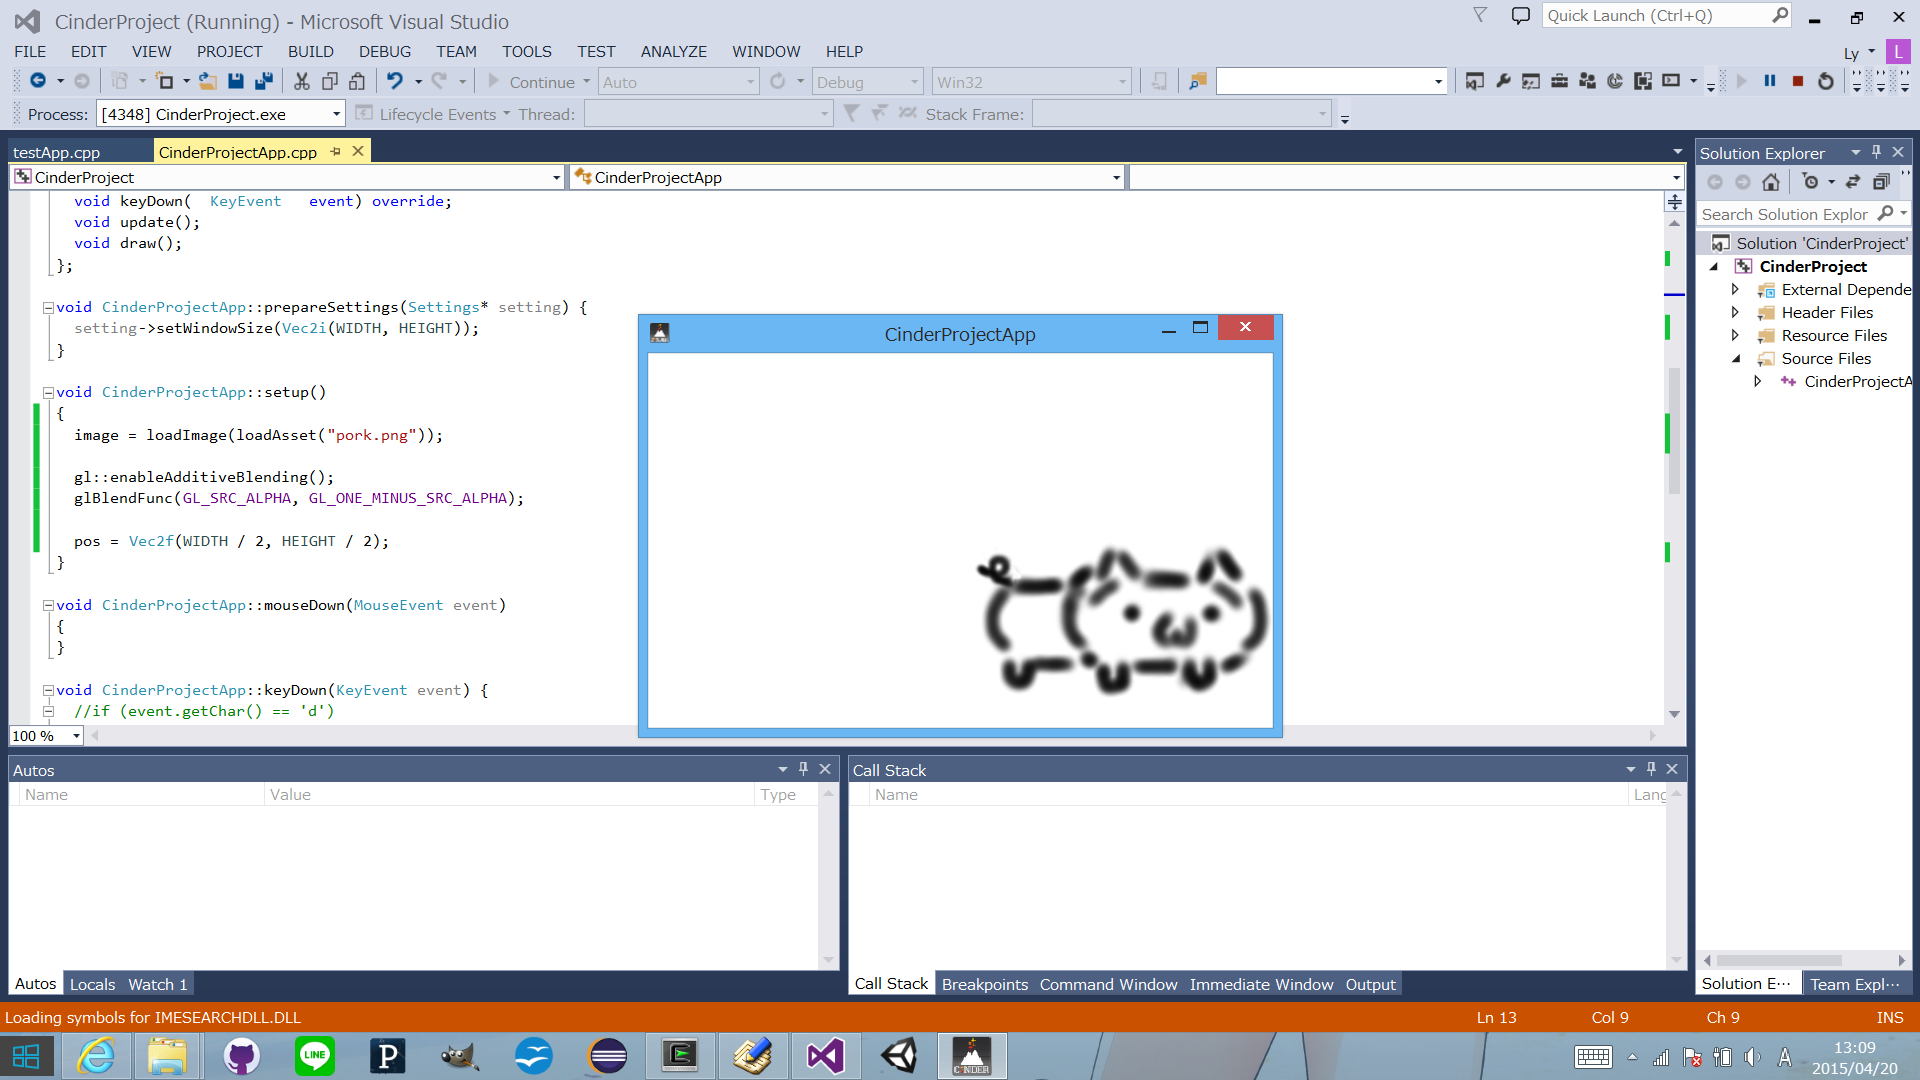 CinderProject (Running) - Microsoft Visual Studio
Quick Launch (Ctrl+Q)
FILE EDIT VIEW PROJECT BUILD DEBUG TEAM TOOLS TEST ANALYZE WINDOW HELP
Ly L
Continue Auto Debug Win32
Process: [4348] CinderProject.exe Lifecycle Events Thread: Stack Frame:
testApp.cpp CinderProjectApp.cpp
CinderProject CinderProjectApp
void keyDown( KeyEvent event) override;
void update();
void draw();
};
void CinderProjectApp::prepareSettings(Settings* setting) {
setting->setWindowSize(Vec2i(WIDTH, HEIGHT));
}
void CinderProjectApp::setup()
{
image = loadImage(loadAsset("pork.png"));
gl::enableAdditiveBlending();
glBlendFunc(GL_SRC_ALPHA, GL_ONE_MINUS_SRC_ALPHA);
pos = Vec2f(WIDTH / 2, HEIGHT / 2);
}
void CinderProjectApp::mouseDown(MouseEvent event)
{
}
void CinderProjectApp::keyDown(KeyEvent event) {
//if (event.getChar() == 'd')
100 %
CinderProjectApp
Solution Explorer
Search Solution Explor
Solution 'CinderProject'
CinderProject
External Depende
Header Files
Resource Files
Source Files
CinderProjectA
Solution E··· Team Expl···
Autos
Name Value Type
Autos Locals Watch 1
Call Stack
Name Lang
Call Stack Breakpoints Command Window Immediate Window Output
Loading symbols for IMESEARCHDLL.DLL
Ln 13 Col 9 Ch 9 INS
LINE
P
CINDER
A
13:09
2015/04/20